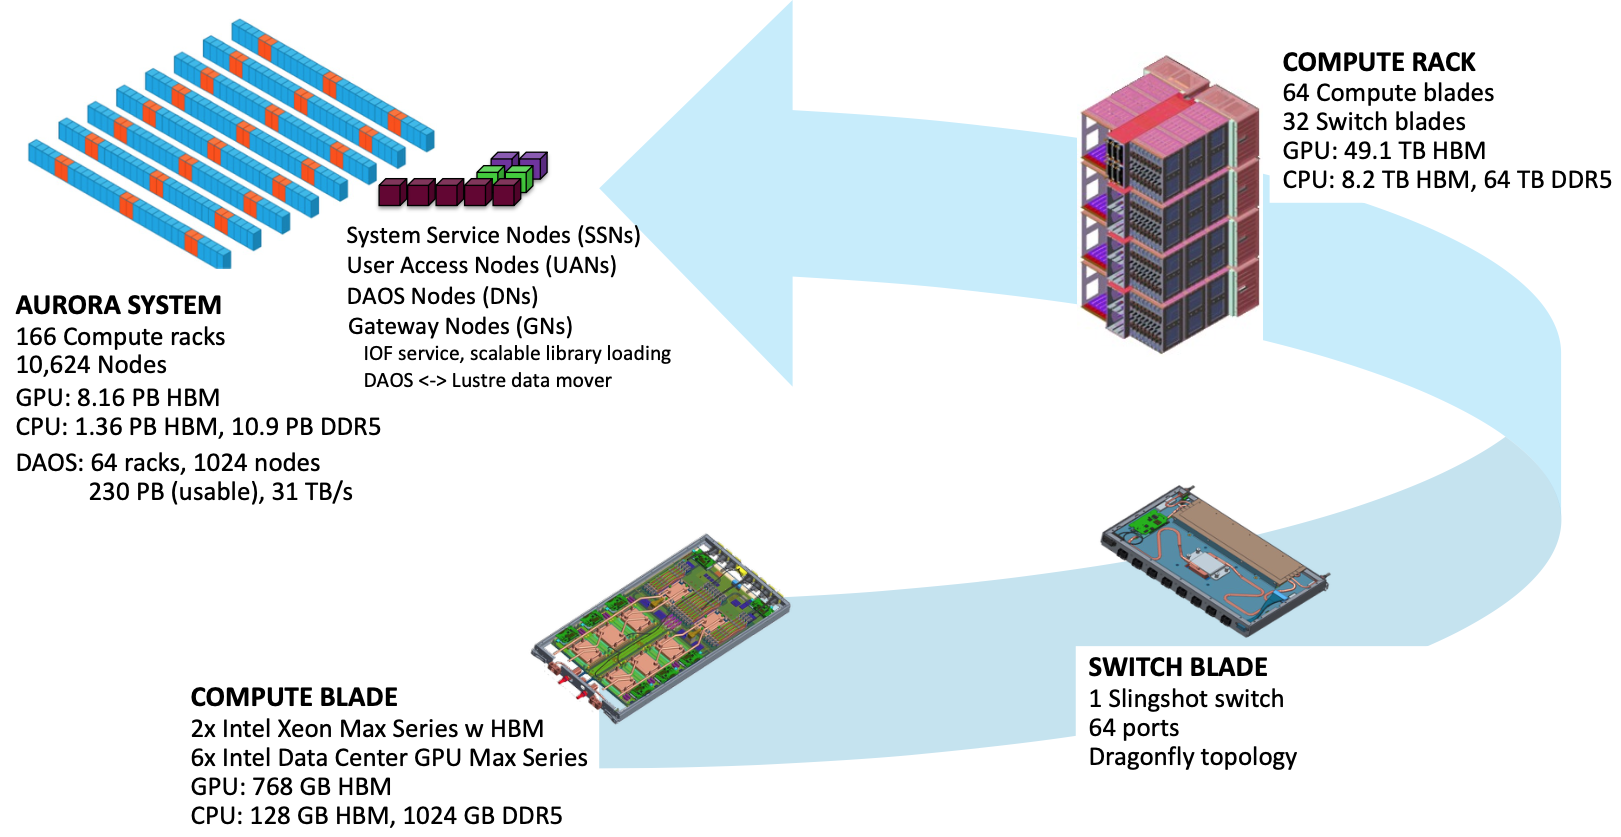 AURORA SYSTEM
166 Compute racks
10,624 Nodes
GPU: 8.16 PB HBM
CPU: 1.36 PB HBM, 10.9 PB DDR5
DAOS: 64 racks, 1024 nodes
230 PB (usable), 31 TB/s
System Service Nodes (SSNs)
User Access Nodes (UANs)
DAOS Nodes (DNs)
Gateway Nodes (GNs)
IOF service, scalable library loading
DAOS <-> Lustre data mover
COMPUTE RACK
64 Compute blades
32 Switch blades
GPU: 49.1 TB HBM
CPU: 8.2 TB HBM, 64 TB DDR5
COMPUTE BLADE
2x Intel Xeon Max Series w HBM
6x Intel Data Center GPU Max Series
GPU: 768 GB HBM
CPU: 128 GB HBM, 1024 GB DDR5
SWITCH BLADE
1 Slingshot switch
64 ports
Dragonfly topology